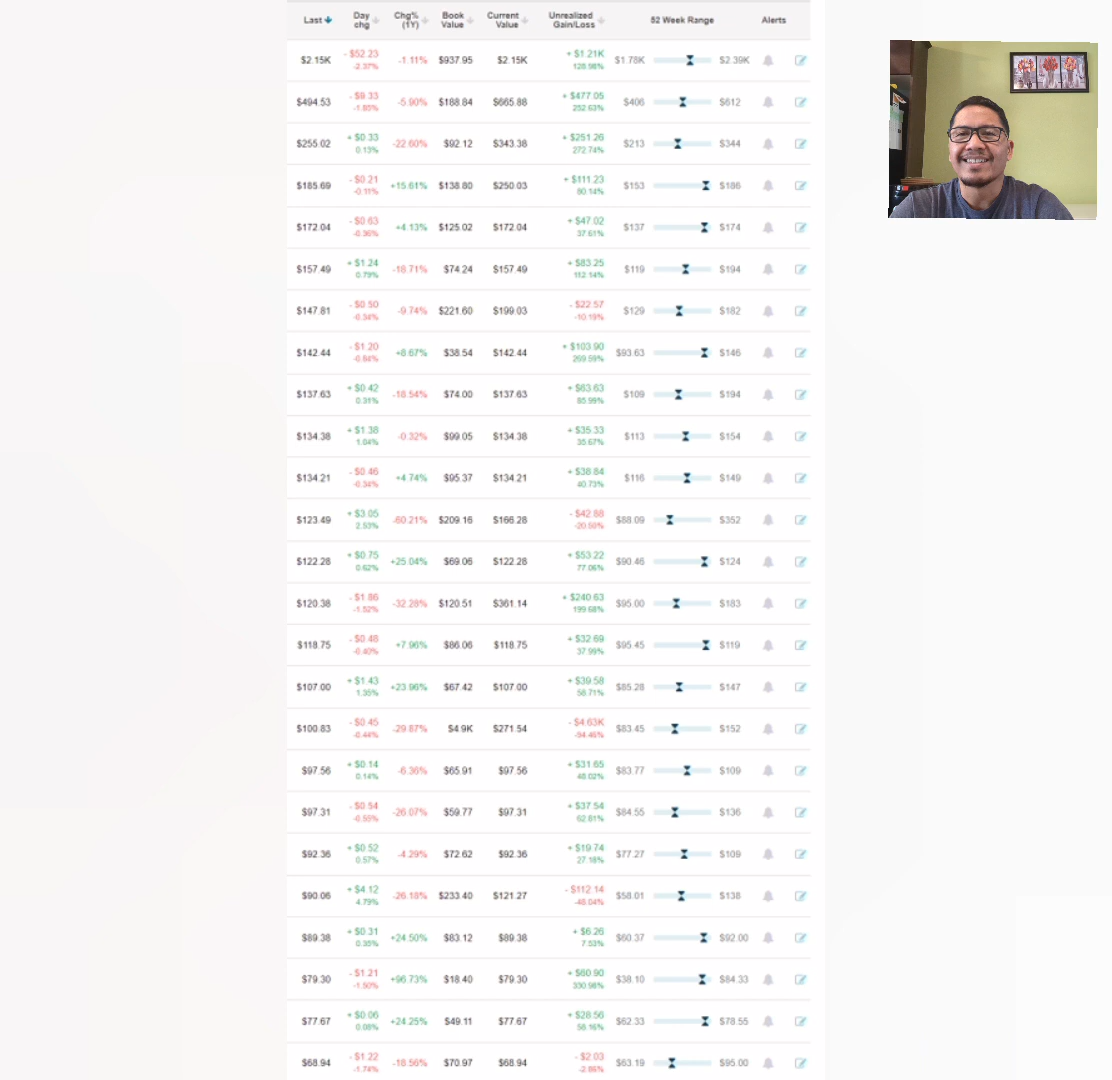 Last Day chg Chg% (1Y) Book Value Current Value Unrealized Gain/Loss 52 Week Range Alerts
$2.15K - $52.23 -2.37% -1.11% $937.95 $2.15K + $1.21K 128.98% $1.78K $2.39K
$494.53 - $9.33 -1.85% -5.90% $188.84 $665.88 + $477.05 252.63% $406 $612
$255.02 + $0.33 0.13% -22.60% $92.12 $343.38 + $251.26 272.74% $213 $344
$185.69 - $0.21 -0.11% +15.61% $138.80 $250.03 + $111.23 80.14% $153 $186
$172.04 - $0.63 -0.36% +4.13% $125.02 $172.04 + $47.02 37.61% $137 $174
$157.49 + $1.24 0.79% -18.71% $74.24 $157.49 + $83.25 112.14% $119 $194
$147.81 - $0.50 -0.34% -9.74% $221.60 $199.03 - $22.57 -10.19% $129 $182
$142.44 - $1.20 -0.84% +8.67% $38.54 $142.44 + $103.90 269.59% $93.63 $146
$137.63 + $0.42 0.31% -18.54% $74.00 $137.63 + $63.63 85.99% $109 $194
$134.38 + $1.38 1.04% -0.32% $99.05 $134.38 + $35.33 35.67% $113 $154
$134.21 - $0.46 -0.34% +4.74% $95.37 $134.21 + $38.84 40.73% $116 $149
$123.49 + $3.05 2.53% -60.21% $209.16 $166.28 - $42.88 -20.50% $88.09 $352
$122.28 + $0.75 0.62% +25.04% $69.06 $122.28 + $53.22 77.06% $90.46 $124
$120.38 - $1.86 -1.52% -32.28% $120.51 $361.14 + $240.63 199.68% $95.00 $183
$118.75 - $0.48 -0.40% +7.96% $86.06 $118.75 + $32.69 37.99% $95.45 $119
$107.00 + $1.43 1.35% +23.96% $67.42 $107.00 + $39.58 58.71% $85.28 $147
$100.83 - $0.45 -0.44% -29.87% $4.9K $271.54 - $4.63K -94.46% $83.45 $152
$97.56 + $0.14 0.14% -6.36% $65.91 $97.56 + $31.65 48.02% $83.77 $109
$97.31 - $0.54 -0.55% -26.07% $59.77 $97.31 + $37.54 62.81% $84.55 $136
$92.36 + $0.52 0.57% -4.29% $72.62 $92.36 + $19.74 27.18% $77.27 $109
$90.06 + $4.12 4.79% -26.18% $233.40 $121.27 - $112.14 -48.04% $58.01 $138
$89.38 + $0.31 0.35% +24.50% $83.12 $89.38 + $6.26 7.53% $60.37 $92.00
$79.30 - $1.21 -1.50% +96.73% $18.40 $79.30 + $60.90 330.98% $38.10 $84.33
$77.67 + $0.06 0.08% +24.25% $49.11 $77.67 + $28.56 58.16% $62.33 $78.55
$68.94 - $1.22 -1.74% -18.56% $70.97 $68.94 - $2.03 -2.86% $63.19 $95.00